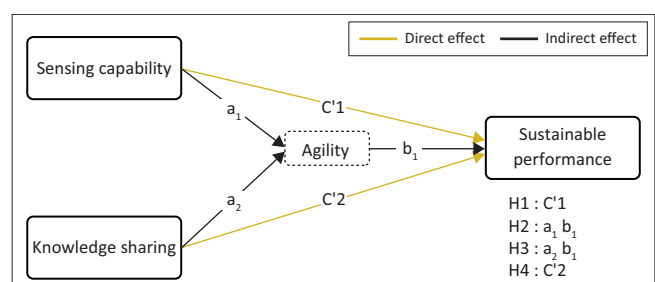 Direct effect
Indirect effect
Sensing capability
C'1
a₁
Agility
b₁
Sustainable
performance
a₂
C'2
Knowledge sharing
H1 : C'1
H2 : a₁ b₁
H3 : a₂ b₁
H4 : C'2